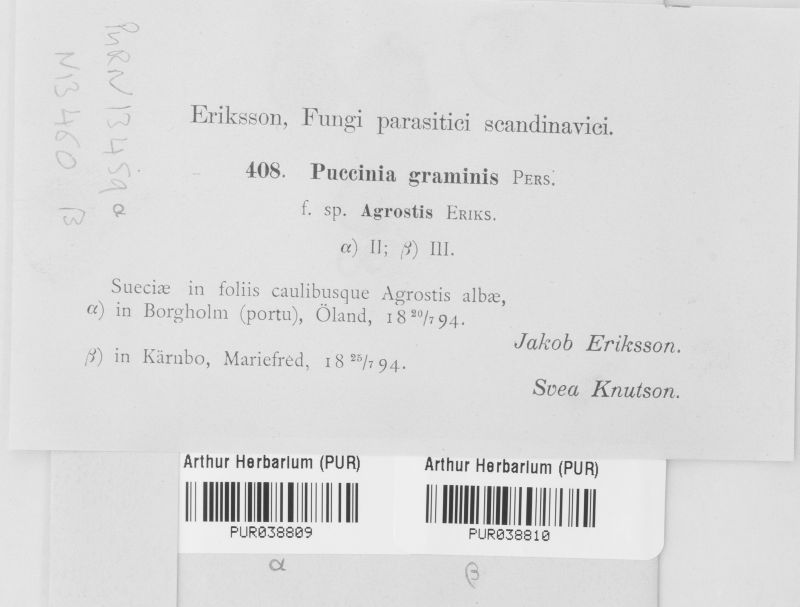 PURN13459 α
N13460 β
Eriksson, Fungi parasitici scandinavici.
408. Puccinia graminis PERS.
f. sp. Agrostis ERIKS.
α) II; β) III.
Sueciæ in foliis caulibusque Agrostis albæ,
α) in Borgholm (portu), Öland, 18 20/7 94.
Jakob Eriksson.
β) in Kärnbo, Mariefred, 18 25/7 94.
Svea Knutson.
Arthur Herbarium (PUR)
PUR038809
α
Arthur Herbarium (PUR)
PUR038810
β